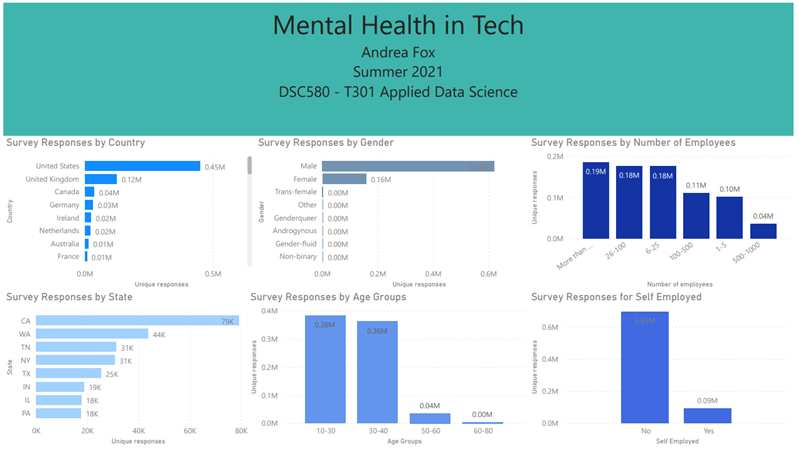 Mental Health in Tech
Andrea Fox
Summer 2021
DSC580 - T301 Applied Data Science
Survey Responses by Country
Country
United States 0.45M
United Kingdom 0.12M
Canada 0.04M
Germany 0.03M
Ireland 0.02M
Netherlands 0.02M
Australia 0.01M
France 0.01M
0.0M 0.5M
Unique responses
Survey Responses by Gender
Gender
Male
Female 0.16M
Trans-female 0.00M
Other 0.00M
Genderqueer 0.00M
Androgynous 0.00M
Gender-fluid 0.00M
Non-binary 0.00M
0.0M 0.2M 0.4M 0.6M
Unique responses
Survey Responses by Number of Employees
Unique responses
0.2M
0.1M
0.0M
0.19M 0.18M 0.18M 0.11M 0.10M 0.04M
More than ... 26-100 6-25 100-500 1-5 500-1000
Number of employees
Survey Responses by State
State
CA 79K
WA 44K
TN 31K
NY 31K
TX 25K
IN 19K
IL 18K
PA 18K
0K 20K 40K 60K 80K
Unique responses
Survey Responses by Age Groups
Unique responses
0.4M
0.3M
0.2M
0.1M
0.0M
0.38M 0.36M 0.04M 0.00M
10-30 30-40 50-60 60-80
Age Groups
Survey Responses for Self Employed
Unique responses
0.6M
0.4M
0.2M
0.0M
0.09M
No Yes
Self Employed